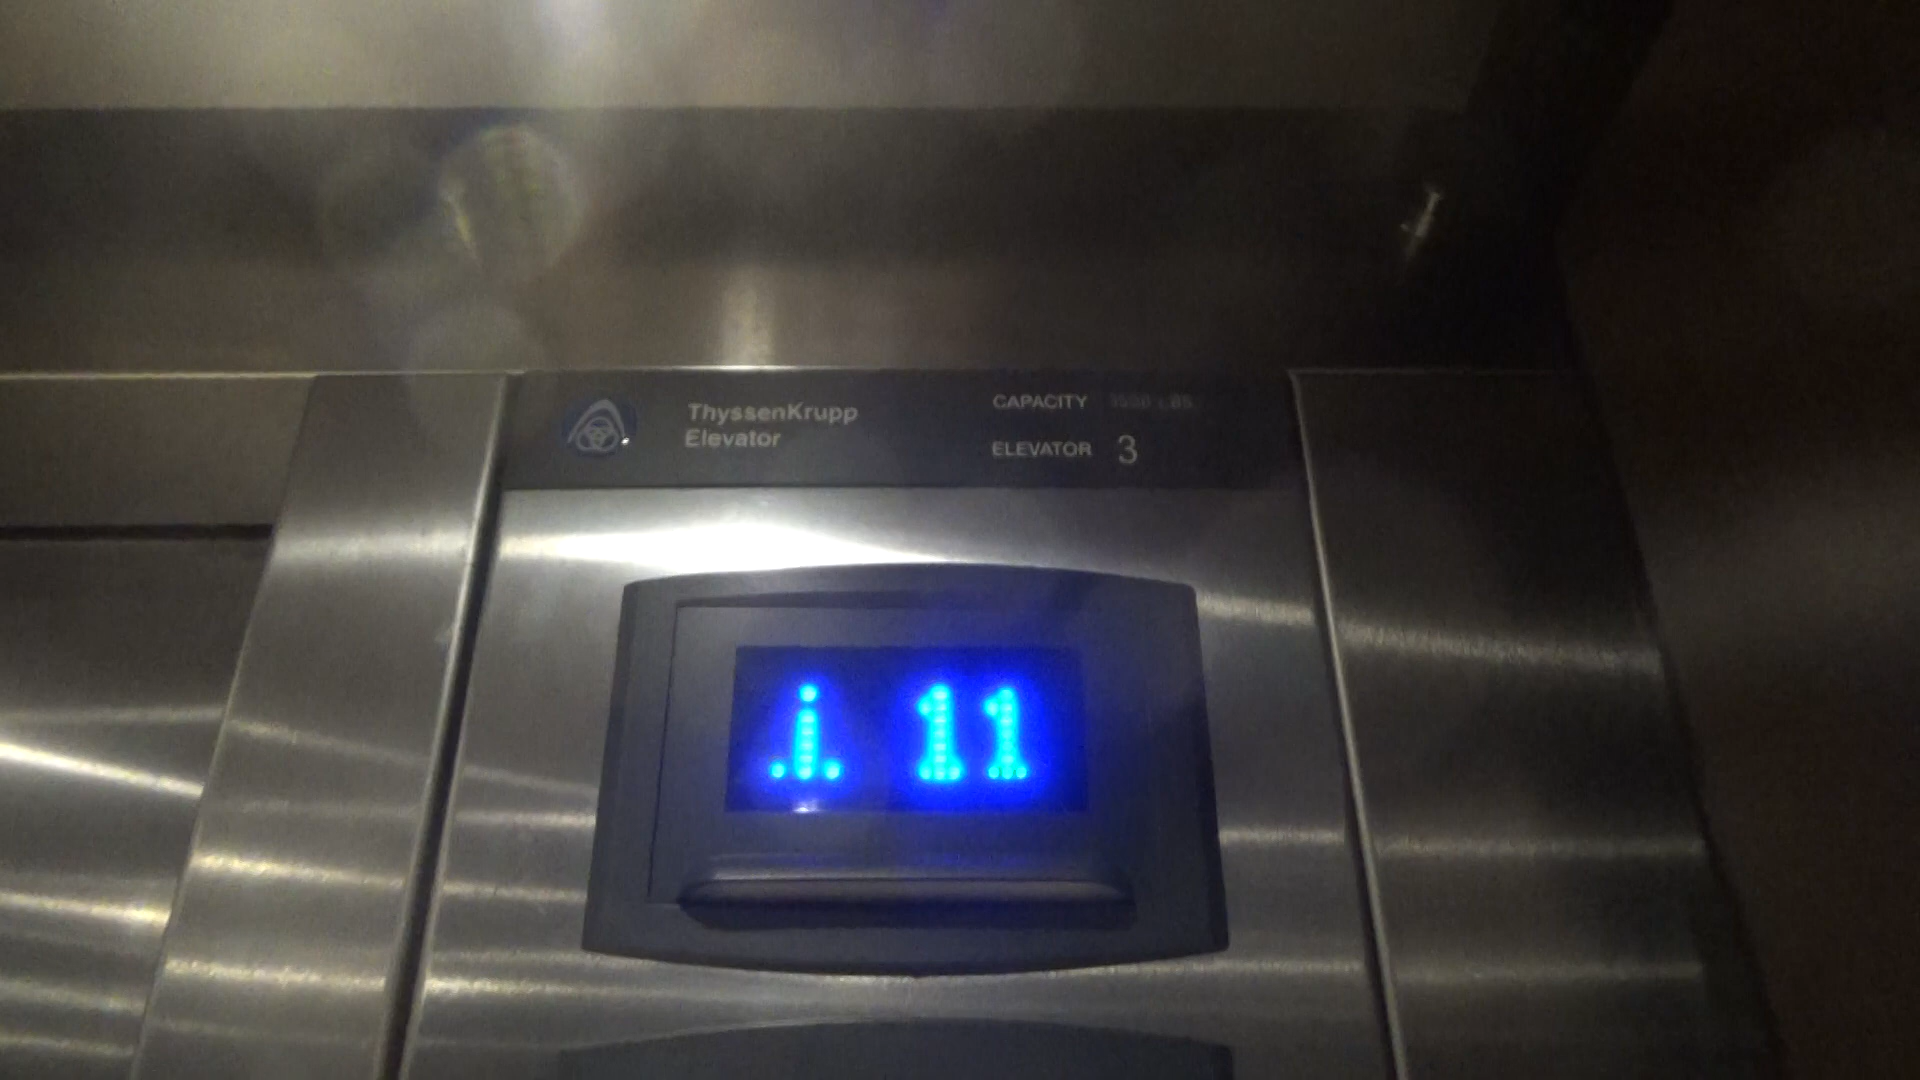 ThyssenKrupp
Elevator
CAPACITY
ELEVATOR 3
11